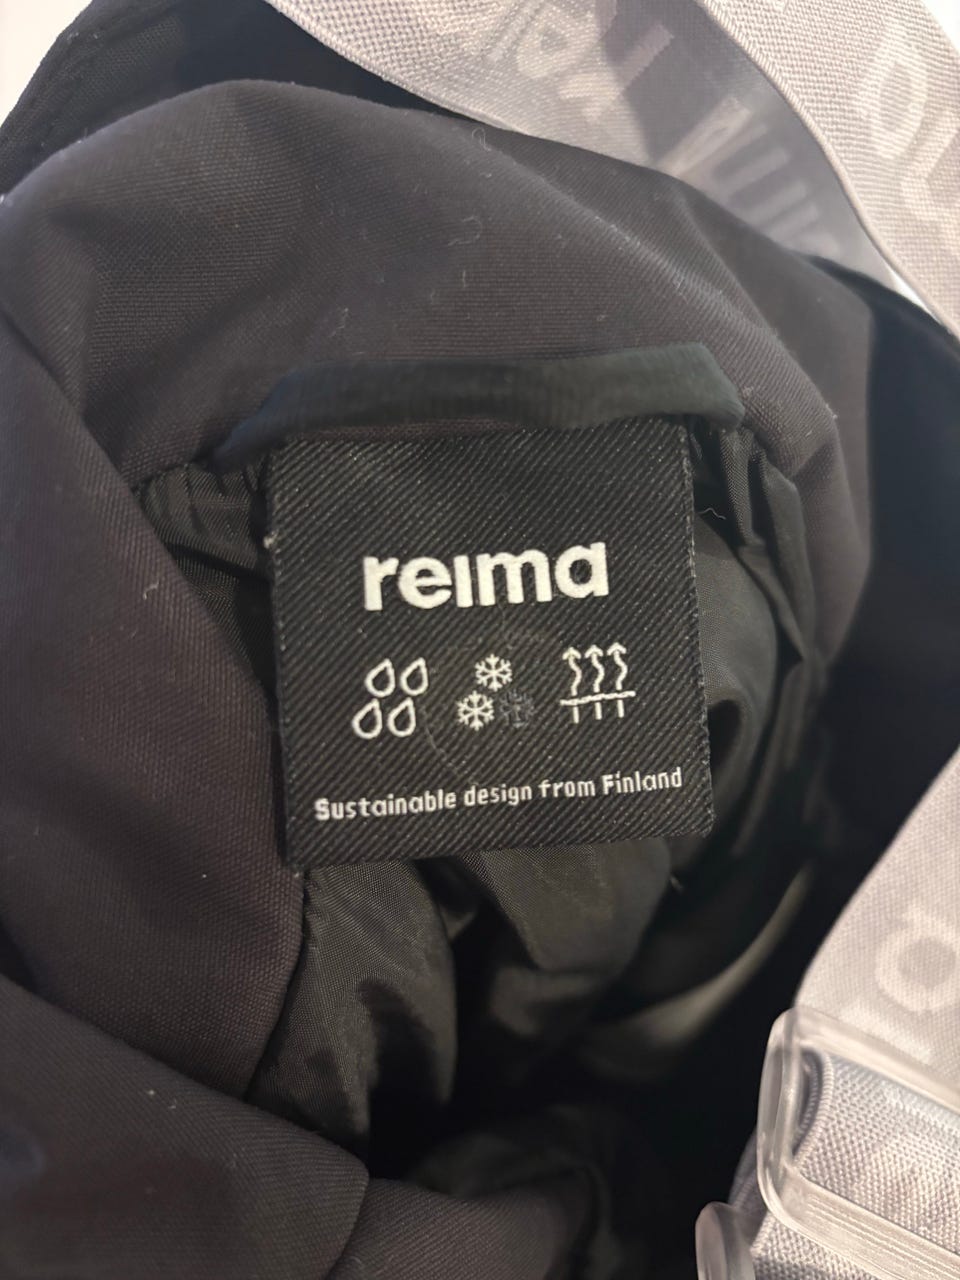 reima
Sustainable design from Finland